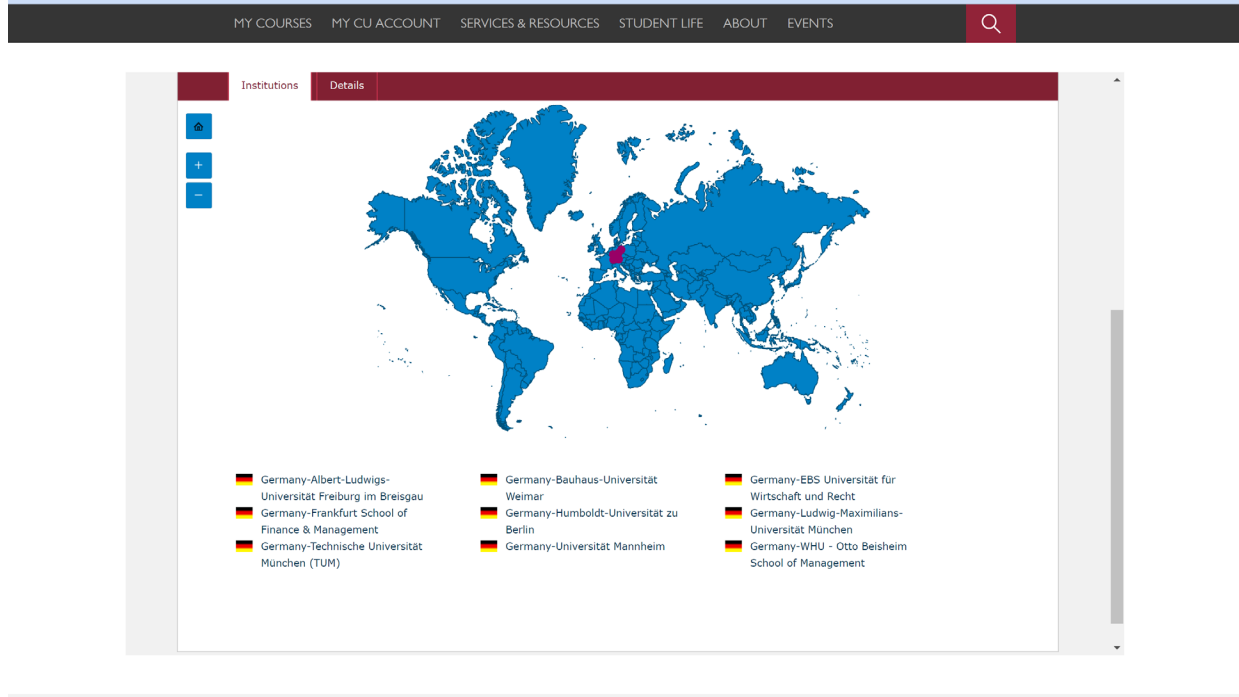 MY COURSES MY CU ACCOUNT SERVICES & RESOURCES STUDENT LIFE ABOUT EVENTS
Institutions Details
+
−
Germany-Albert-Ludwigs-
Universität Freiburg im Breisgau
Germany-Bauhaus-Universität
Weimar
Germany-EBS Universität für
Wirtschaft und Recht
Germany-Frankfurt School of
Finance & Management
Germany-Humboldt-Universität zu
Berlin
Germany-Ludwig-Maximilians-
Universität München
Germany-Technische Universität
München (TUM)
Germany-Universität Mannheim
Germany-WHU - Otto Beisheim
School of Management